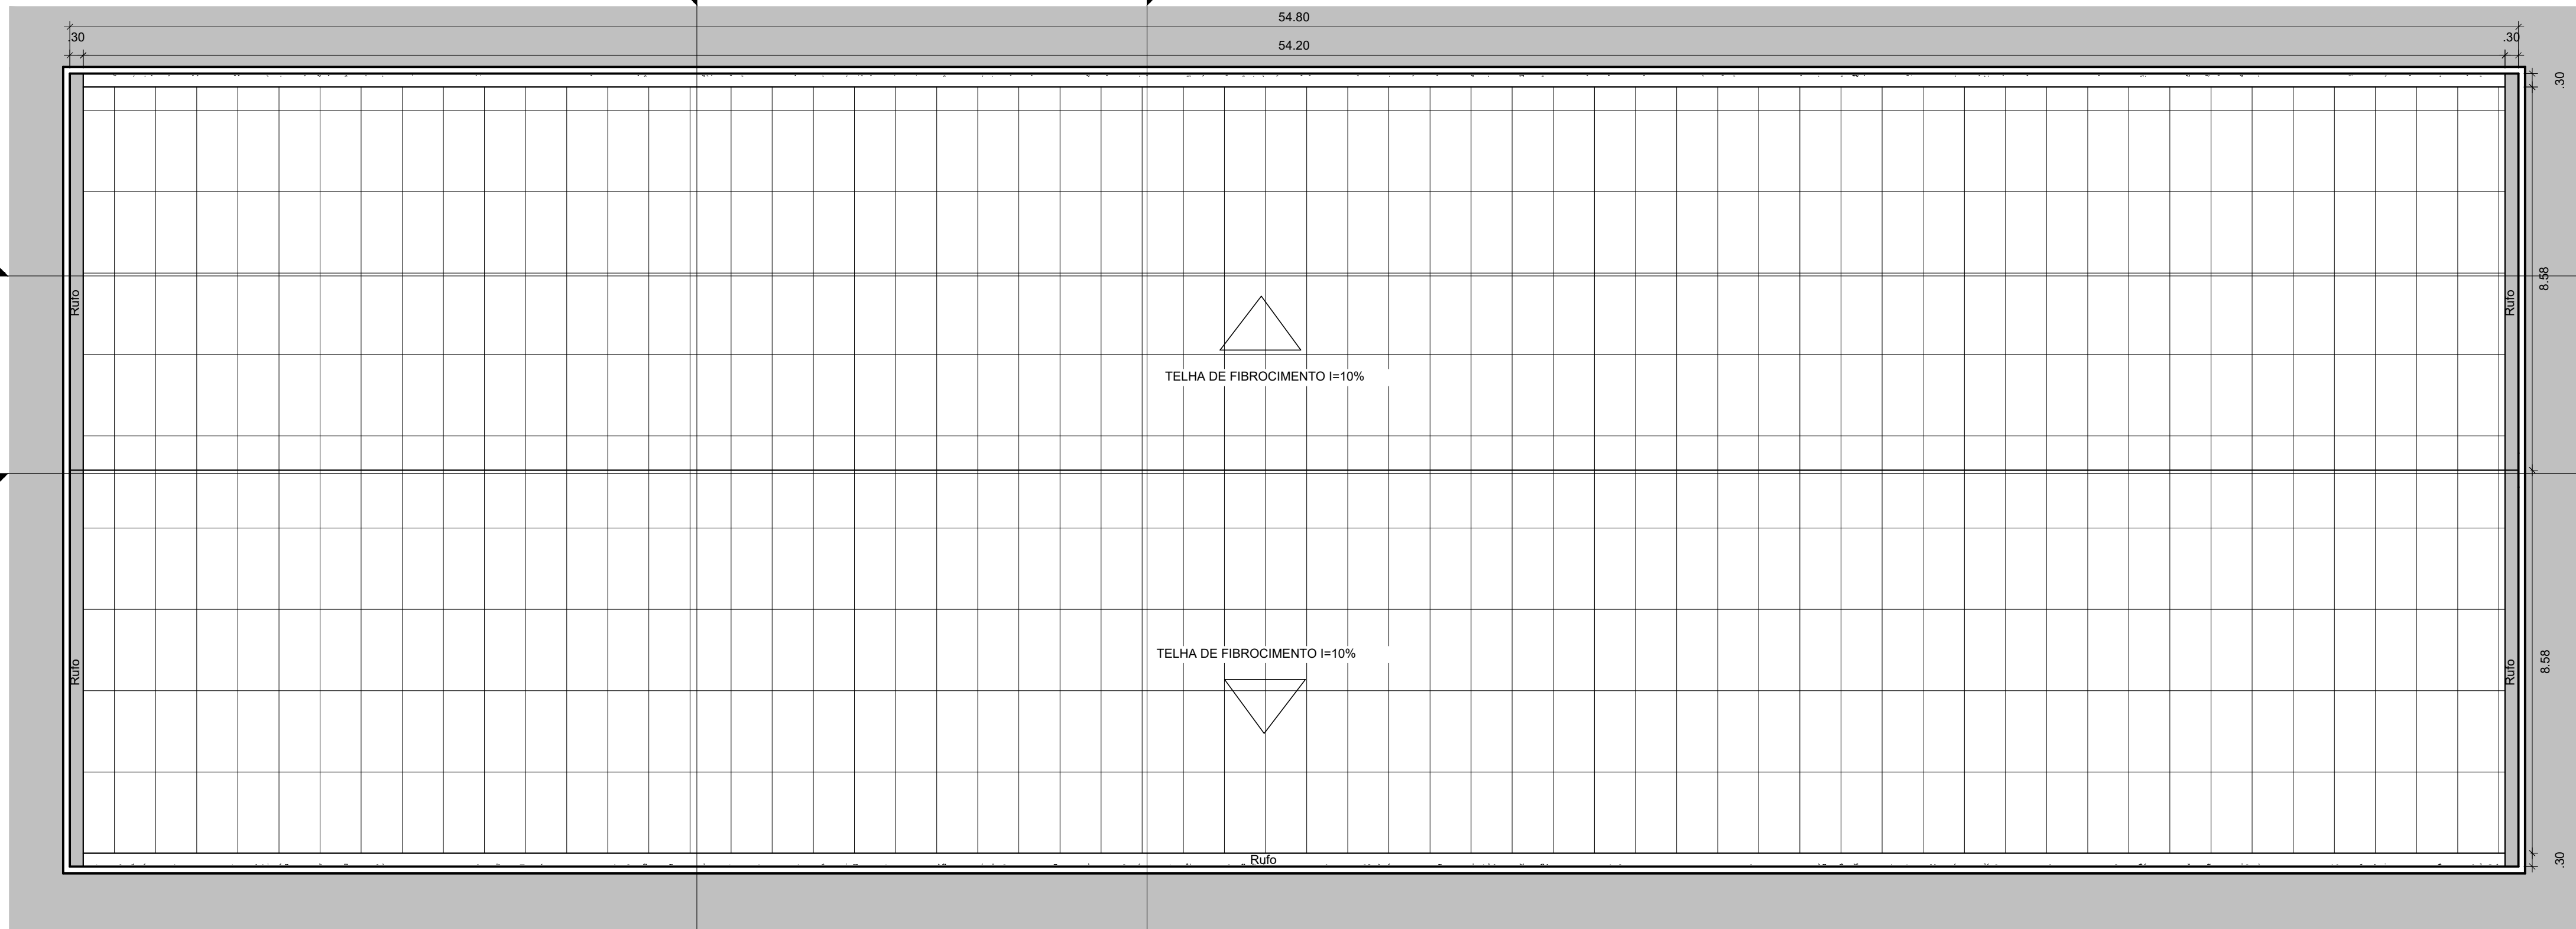 54.80
.30
54.20
.30
.30
8.58
Rufo
Rufo
TELHA DE FIBROCIMENTO I=10%
TELHA DE FIBROCIMENTO I=10%
8.58
Rufo
Rufo
Rufo
.30